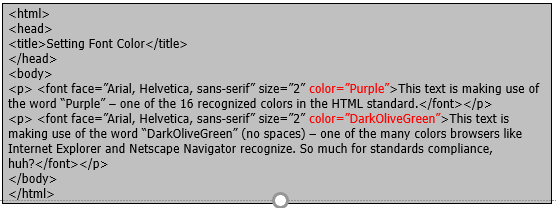 <html>
<head>
<title>Setting Font Color</title>
</head>
<body>
<p> <font face=”Arial, Helvetica, sans-serif” size=”2” color=”Purple”>This text is making use of
the word “Purple” – one of the 16 recognized colors in the HTML standard.</font></p>
<p> <font face=”Arial, Helvetica, sans-serif” size=”2” color=”DarkOliveGreen”>This text is
making use of the word “DarkOliveGreen” (no spaces) – one of the many colors browsers like
Internet Explorer and Netscape Navigator recognize. So much for standards compliance,
huh?</font></p>
</body>
</html>